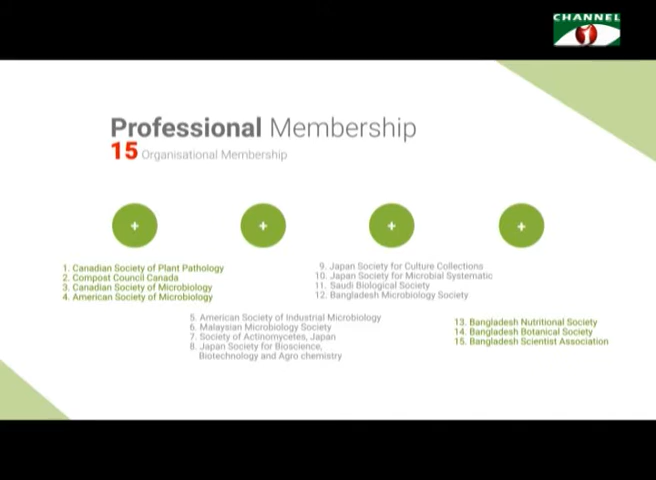 CHANNEL
1
Professional Membership
15 Organisational Membership
1. Canadian Society of Plant Pathology
2. Compost Council Canada
3. Canadian Society of Microbiology
4. American Society of Microbiology
5. American Society of Industrial Microbiology
6. Malaysian Microbiology Society
7. Society of Actinomycetes, Japan
8. Japan Society for Bioscience,
Biotechnology and Agro chemistry
9. Japan Society for Culture Collections
10. Japan Society for Microbial Systematic
11. Saudi Biological Society
12. Bangladesh Microbiology Society
13. Bangladesh Nutritional Society
14. Bangladesh Botanical Society
15. Bangladesh Scientist Association